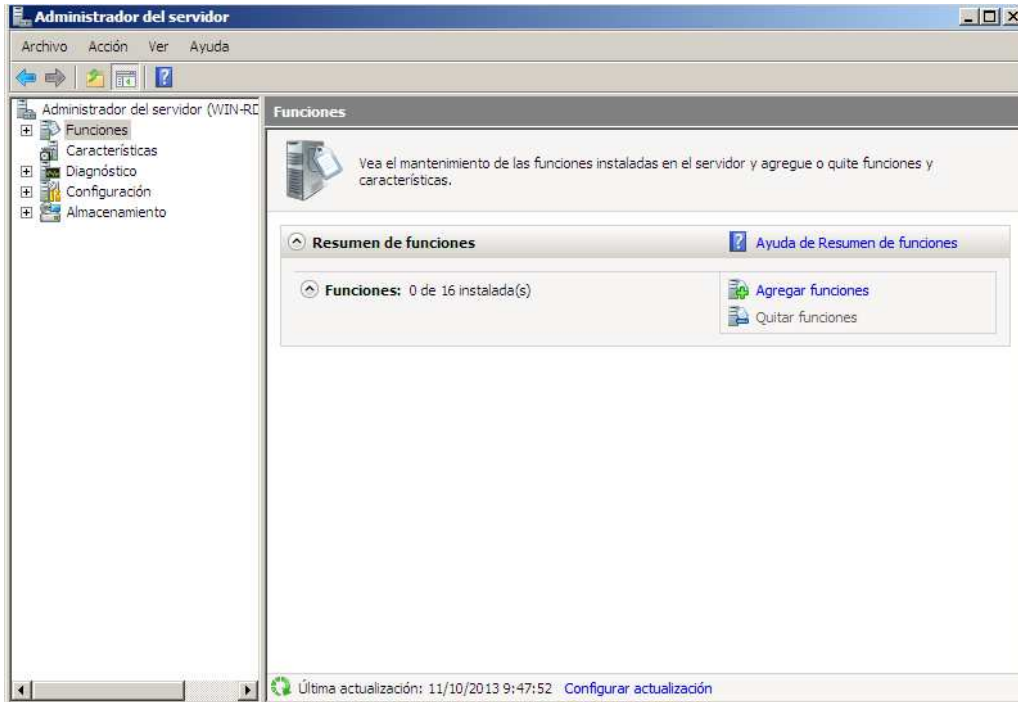 Administrador del servidor
Archivo Acción Ver Ayuda
Administrador del servidor (WIN-RD
Funciones
Características
Diagnóstico
Configuración
Almacenamiento
Funciones
Vea el mantenimiento de las funciones instaladas en el servidor y agregue o quite funciones y
características.
Resumen de funciones
Ayuda de Resumen de funciones
Funciones: 0 de 16 instalada(s)
Agregar funciones
Quitar funciones
Última actualización: 11/10/2013 9:47:52 Configurar actualización